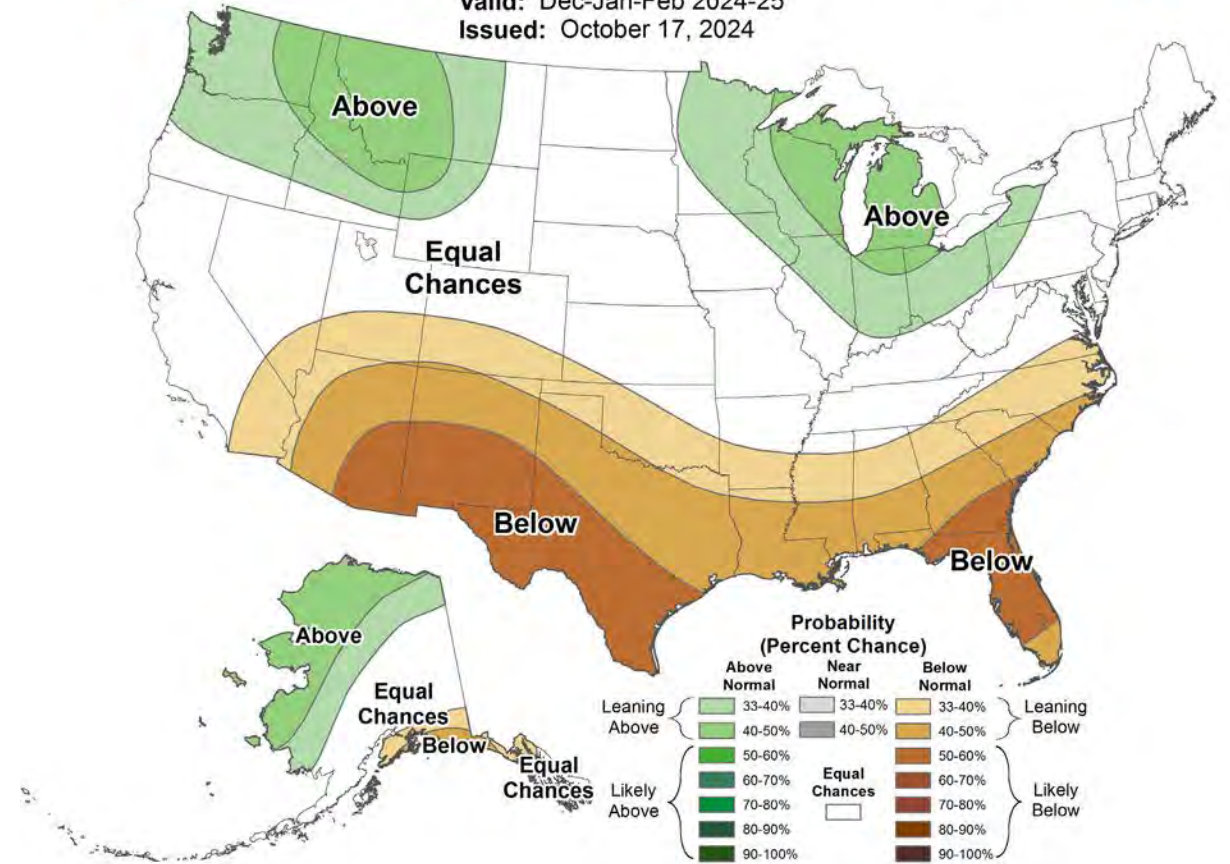 Valid: Dec-Jan-Feb 2024-25
Issued: October 17, 2024
Above
Above
Equal
Chances
Below
Below
Above
Equal
Chances
Below
Equal
Chances
Probability
(Percent Chance)
Above
Normal
Near
Normal
Below
Normal
Leaning
Above
33-40%
40-50%
33-40%
40-50%
33-40%
40-50%
Leaning
Below
Likely
Above
50-60%
60-70%
70-80%
80-90%
90-100%
Equal
Chances
50-60%
60-70%
70-80%
80-90%
90-100%
Likely
Below